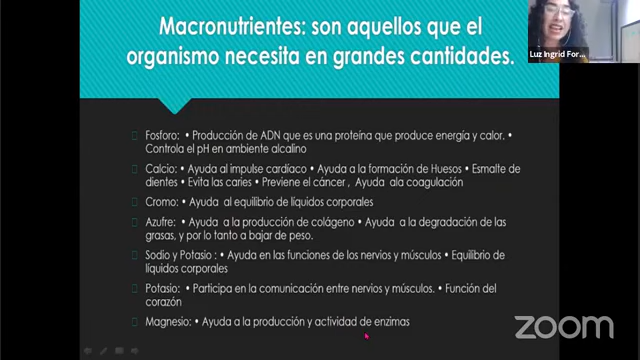 Macronutrientes: son aquellos que el
organismo necesita en grandes cantidades.
Luz Ingrid For...
Fosforo: • Producción de ADN que es una proteína que produce energía y calor. •
Controla el pH en ambiente alcalino
Calcio: • Ayuda al impulso cardíaco • Ayuda a la formación de Huesos • Esmalte de
dientes • Evita las caries • Previene el cáncer , Ayuda ala coagulación
Cromo: • Ayuda al equilibrio de líquidos corporales
Azufre: • Ayuda a la producción de colágeno • Ayuda a la degradación de las
grasas, y por lo tanto a bajar de peso.
Sodio y Potasio : • Ayuda en las funciones de los nervios y músculos • Equilibrio de
líquidos corporales
Potasio: • Participa en la comunicación entre nervios y músculos. • Función del
corazón
Magnesio: • Ayuda a la producción y actividad de enzimas
zoom